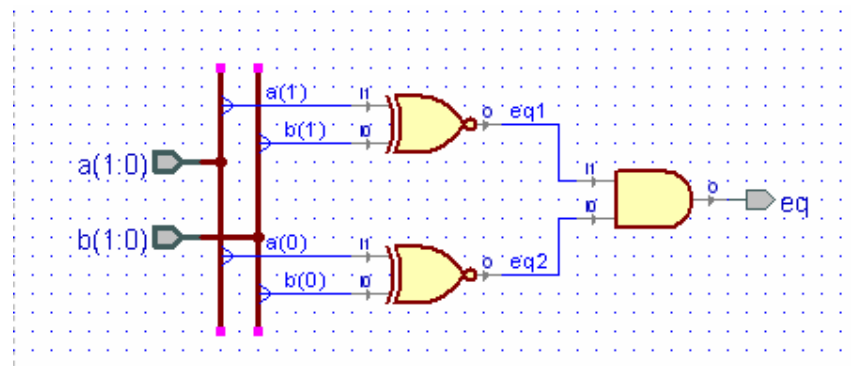 a(1) I1
O eq1
b(1) I0
I1
a(1:0)
O
I0 eq
b(1:0)
a(0) I1
O eq2
b(0) I0